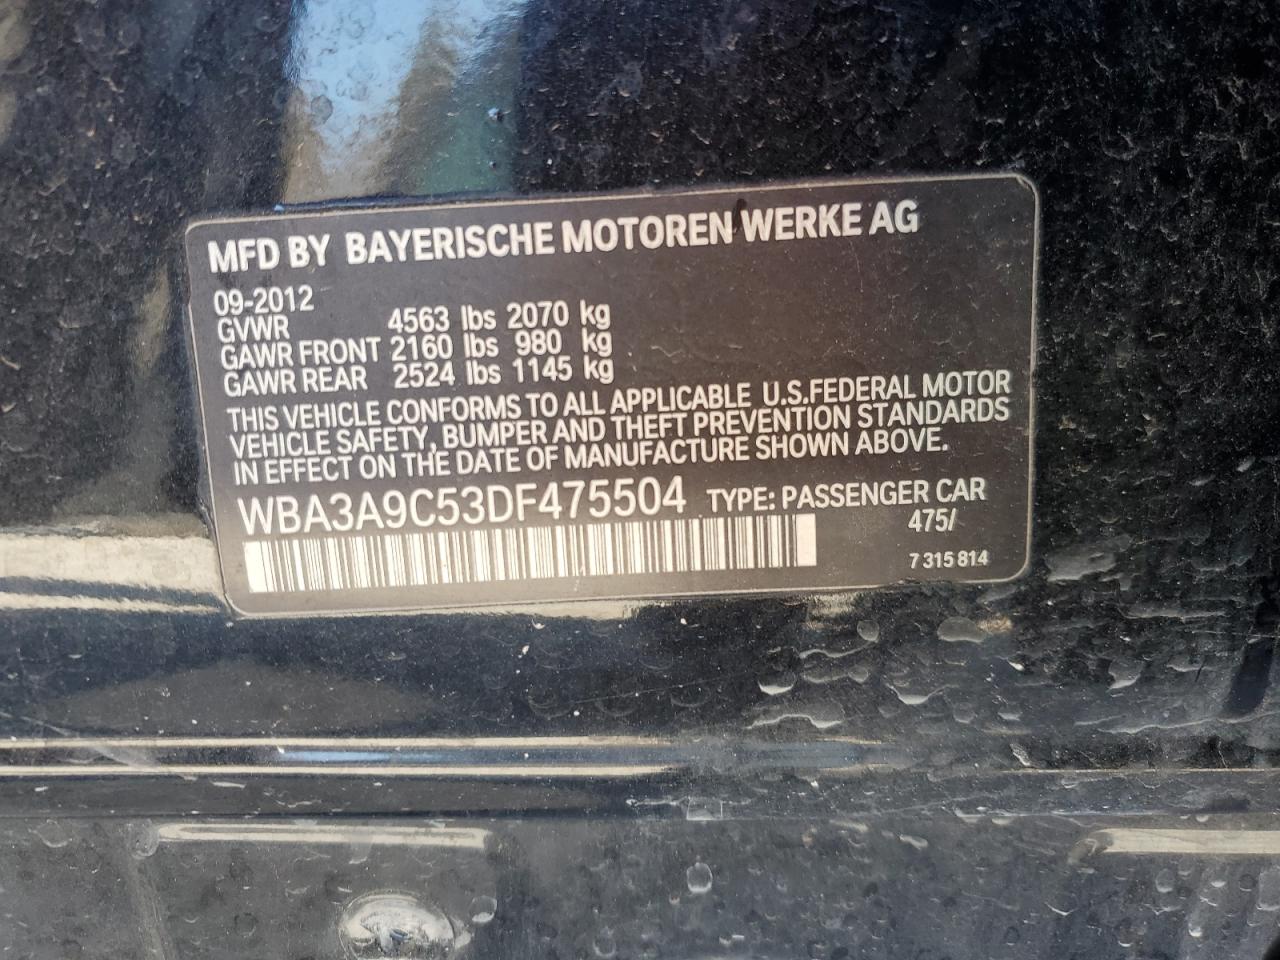 MFD BY BAYERISCHE MOTOREN WERKE AG
09-2012
GVWR 4563 lbs 2070 kg
GAWR FRONT 2160 lbs 980 kg
GAWR REAR 2524 lbs 1145 kg
THIS VEHICLE CONFORMS TO ALL APPLICABLE U.S.FEDERAL MOTOR
VEHICLE SAFETY, BUMPER AND THEFT PREVENTION STANDARDS
IN EFFECT ON THE DATE OF MANUFACTURE SHOWN ABOVE.
WBA3A9C53DF475504 TYPE: PASSENGER CAR
475/
7 315 814